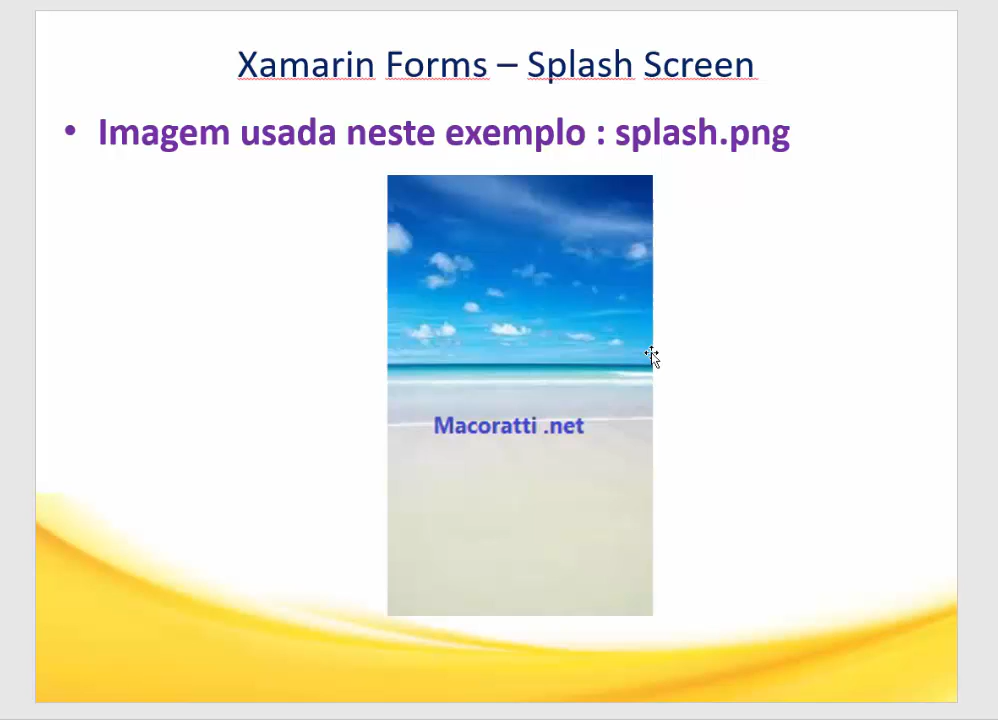 Xamarin Forms – Splash Screen
• Imagem usada neste exemplo : splash.png
Macoratti .net